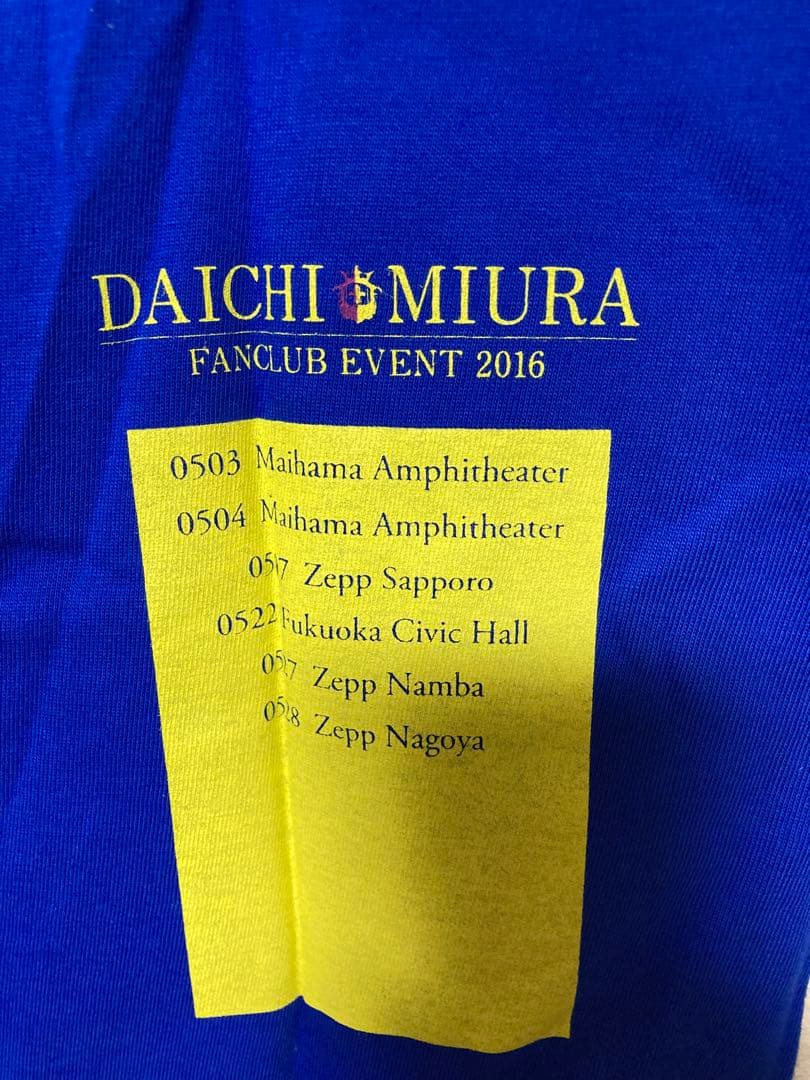 DAICHI MIURA
FANCLUB EVENT 2016
0503 Maihama Amphitheater
0504 Maihama Amphitheater
Zepp Sapporo
0522 Fukuoka Civic Hall
Zepp Namba
0528 Zepp Nagoya